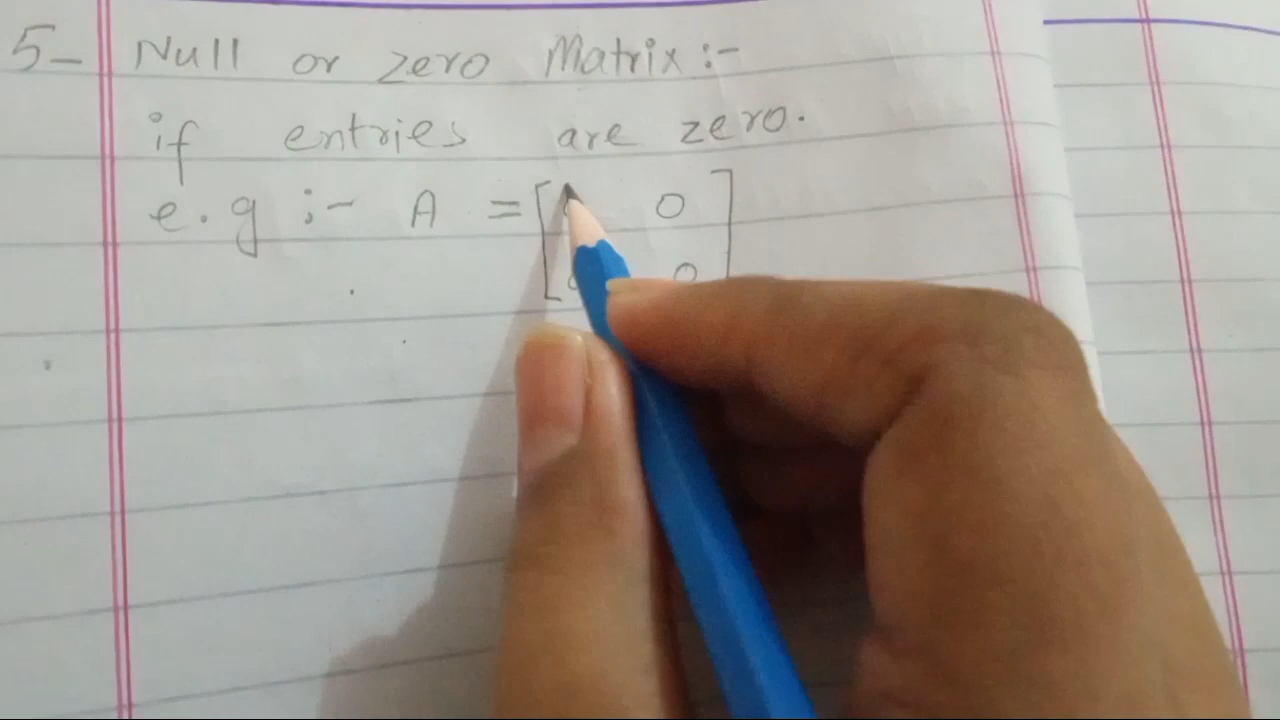 5- Null or zero Matrix:-
if entries are zero.
e.g :- A = [ 0
0 ]